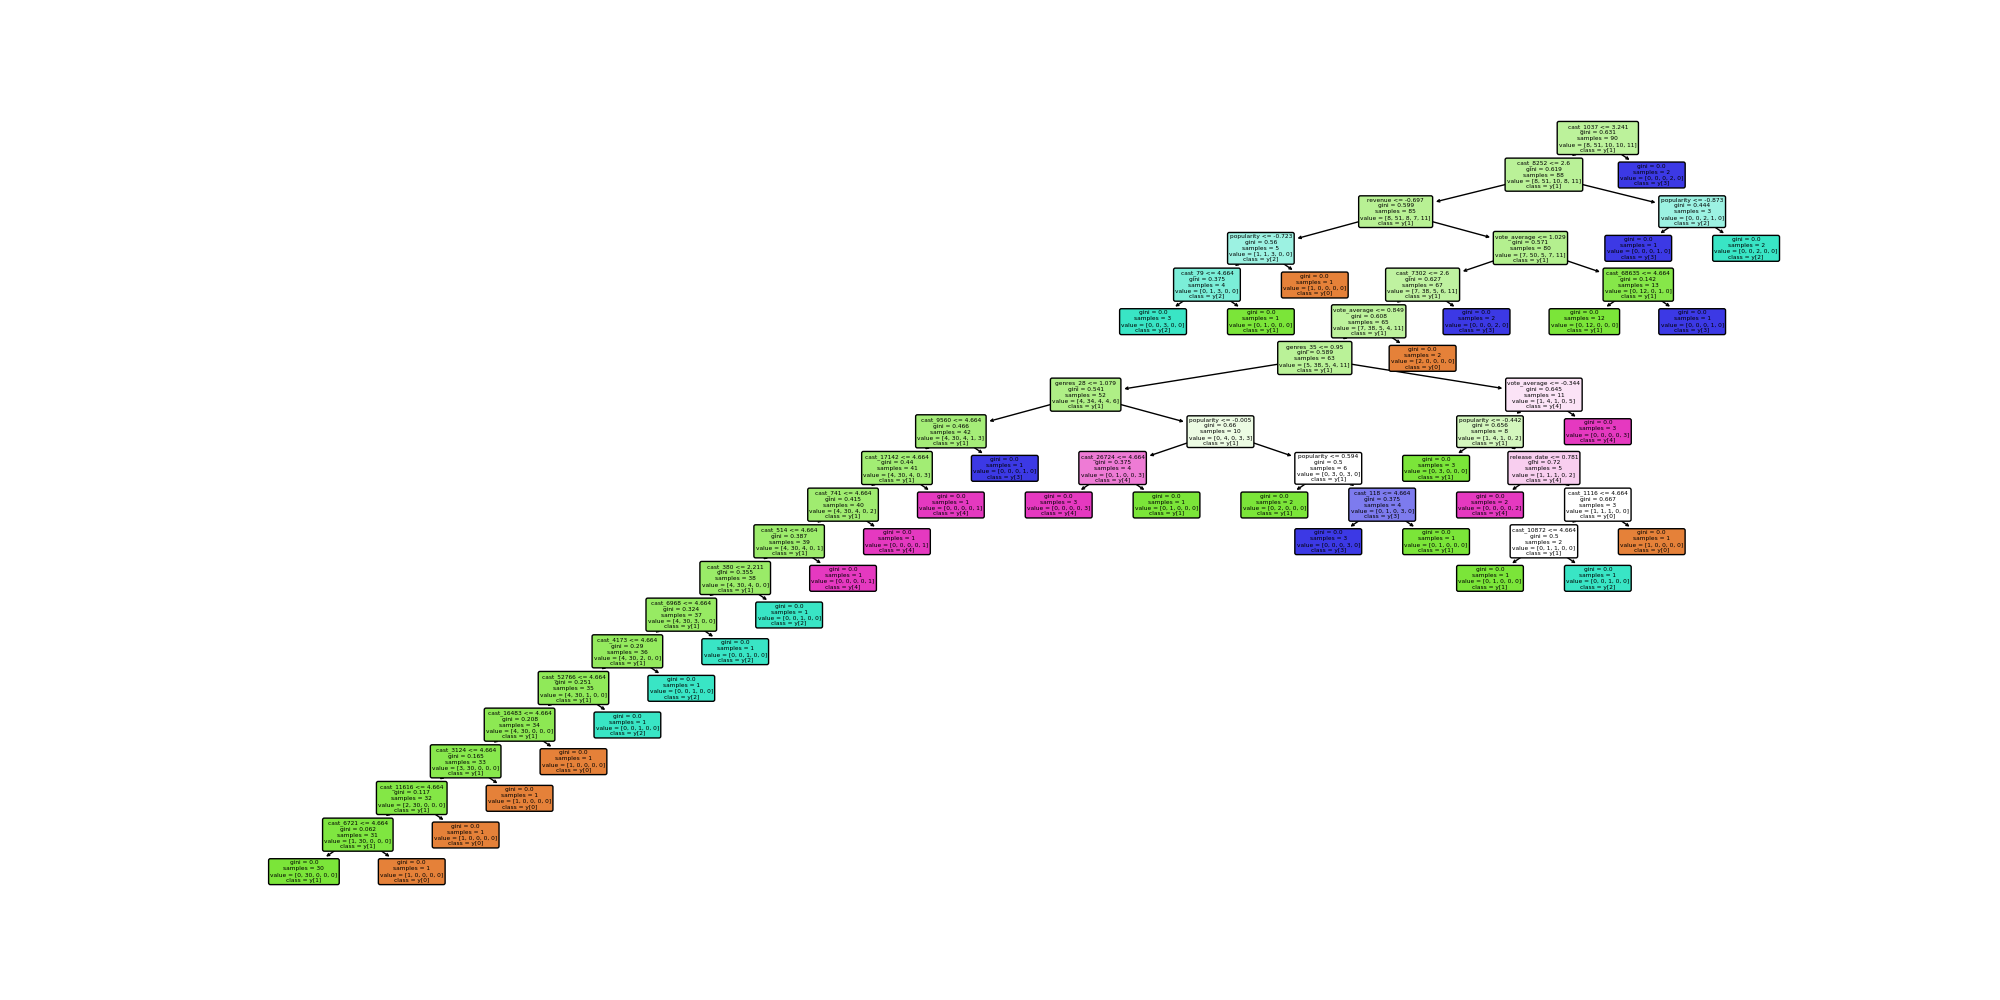 cast_1037 <= 3.241
gini = 0.631
samples = 90
value = [8, 51, 10, 10, 11]
class = y[1]
cast_8252 <= 2.6
gini = 0.619
samples = 88
value = [8, 51, 10, 8, 11]
class = y[1]
gini = 0.0
samples = 2
value = [0, 0, 0, 2, 0]
class = y[3]
revenue <= -0.697
gini = 0.599
samples = 85
value = [8, 51, 8, 7, 11]
class = y[1]
popularity <= -0.873
gini = 0.444
samples = 3
value = [0, 0, 2, 1, 0]
class = y[2]
popularity <= -0.723
gini = 0.56
samples = 5
value = [1, 1, 3, 0, 0]
class = y[2]
vote_average <= 1.029
gini = 0.571
samples = 80
value = [7, 50, 5, 7, 11]
class = y[1]
gini = 0.0
samples = 1
value = [0, 0, 0, 1, 0]
class = y[3]
gini = 0.0
samples = 2
value = [0, 0, 2, 0, 0]
class = y[2]
cast_79 <= 4.664
gini = 0.375
samples = 4
value = [0, 1, 3, 0, 0]
class = y[2]
gini = 0.0
samples = 1
value = [1, 0, 0, 0, 0]
class = y[0]
cast_7302 <= 2.6
gini = 0.627
samples = 67
value = [7, 38, 5, 6, 11]
class = y[1]
cast_68635 <= 4.664
gini = 0.142
samples = 13
value = [0, 12, 0, 1, 0]
class = y[1]
gini = 0.0
samples = 3
value = [0, 0, 3, 0, 0]
class = y[2]
gini = 0.0
samples = 1
value = [0, 1, 0, 0, 0]
class = y[1]
vote_average <= 0.849
gini = 0.608
samples = 65
value = [7, 38, 5, 4, 11]
class = y[1]
gini = 0.0
samples = 2
value = [0, 0, 0, 2, 0]
class = y[3]
gini = 0.0
samples = 12
value = [0, 12, 0, 0, 0]
class = y[1]
gini = 0.0
samples = 1
value = [0, 0, 0, 1, 0]
class = y[3]
genres_35 <= 0.95
gini = 0.589
samples = 63
value = [5, 38, 5, 4, 11]
class = y[1]
gini = 0.0
samples = 2
value = [2, 0, 0, 0, 0]
class = y[0]
genres_28 <= 1.079
gini = 0.541
samples = 52
value = [4, 34, 4, 4, 6]
class = y[1]
vote_average <= -0.344
gini = 0.645
samples = 11
value = [1, 4, 1, 0, 5]
class = y[4]
cast_9560 <= 4.664
gini = 0.466
samples = 42
value = [4, 30, 4, 1, 3]
class = y[1]
popularity <= -0.005
gini = 0.66
samples = 10
value = [0, 4, 0, 3, 3]
class = y[1]
popularity <= -0.442
gini = 0.656
samples = 8
value = [1, 4, 1, 0, 2]
class = y[1]
gini = 0.0
samples = 3
value = [0, 0, 0, 0, 3]
class = y[4]
cast_17142 <= 4.664
gini = 0.44
samples = 41
value = [4, 30, 4, 0, 3]
class = y[1]
gini = 0.0
samples = 1
value = [0, 0, 0, 1, 0]
class = y[3]
cast_26724 <= 4.664
gini = 0.375
samples = 4
value = [0, 1, 0, 0, 3]
class = y[4]
popularity <= 0.594
gini = 0.5
samples = 6
value = [0, 3, 0, 3, 0]
class = y[1]
gini = 0.0
samples = 3
value = [0, 3, 0, 0, 0]
class = y[1]
release_date <= 0.781
gini = 0.72
samples = 5
value = [1, 1, 1, 0, 2]
class = y[4]
cast_741 <= 4.664
gini = 0.415
samples = 40
value = [4, 30, 4, 0, 2]
class = y[1]
gini = 0.0
samples = 1
value = [0, 0, 0, 0, 1]
class = y[4]
gini = 0.0
samples = 3
value = [0, 0, 0, 0, 3]
class = y[4]
gini = 0.0
samples = 1
value = [0, 1, 0, 0, 0]
class = y[1]
gini = 0.0
samples = 2
value = [0, 2, 0, 0, 0]
class = y[1]
cast_118 <= 4.664
gini = 0.375
samples = 4
value = [0, 1, 0, 3, 0]
class = y[3]
gini = 0.0
samples = 2
value = [0, 0, 0, 0, 2]
class = y[4]
cast_1116 <= 4.664
gini = 0.667
samples = 3
value = [1, 1, 1, 0, 0]
class = y[0]
cast_514 <= 4.664
gini = 0.387
samples = 39
value = [4, 30, 4, 0, 1]
class = y[1]
gini = 0.0
samples = 1
value = [0, 0, 0, 0, 1]
class = y[4]
gini = 0.0
samples = 3
value = [0, 0, 0, 3, 0]
class = y[3]
gini = 0.0
samples = 1
value = [0, 1, 0, 0, 0]
class = y[1]
cast_10872 <= 4.664
gini = 0.5
samples = 2
value = [0, 1, 1, 0, 0]
class = y[1]
gini = 0.0
samples = 1
value = [1, 0, 0, 0, 0]
class = y[0]
cast_380 <= 2.211
gini = 0.355
samples = 38
value = [4, 30, 4, 0, 0]
class = y[1]
gini = 0.0
samples = 1
value = [0, 0, 0, 0, 1]
class = y[4]
gini = 0.0
samples = 1
value = [0, 1, 0, 0, 0]
class = y[1]
gini = 0.0
samples = 1
value = [0, 0, 1, 0, 0]
class = y[2]
cast_6968 <= 4.664
gini = 0.324
samples = 37
value = [4, 30, 3, 0, 0]
class = y[1]
gini = 0.0
samples = 1
value = [0, 0, 1, 0, 0]
class = y[2]
cast_4173 <= 4.664
gini = 0.29
samples = 36
value = [4, 30, 2, 0, 0]
class = y[1]
gini = 0.0
samples = 1
value = [0, 0, 1, 0, 0]
class = y[2]
cast_52766 <= 4.664
gini = 0.251
samples = 35
value = [4, 30, 1, 0, 0]
class = y[1]
gini = 0.0
samples = 1
value = [0, 0, 1, 0, 0]
class = y[2]
cast_16483 <= 4.664
gini = 0.208
samples = 34
value = [4, 30, 0, 0, 0]
class = y[1]
gini = 0.0
samples = 1
value = [0, 0, 1, 0, 0]
class = y[2]
cast_3124 <= 4.664
gini = 0.165
samples = 33
value = [3, 30, 0, 0, 0]
class = y[1]
gini = 0.0
samples = 1
value = [1, 0, 0, 0, 0]
class = y[0]
cast_11616 <= 4.664
gini = 0.117
samples = 32
value = [2, 30, 0, 0, 0]
class = y[1]
gini = 0.0
samples = 1
value = [1, 0, 0, 0, 0]
class = y[0]
cast_6721 <= 4.664
gini = 0.062
samples = 31
value = [1, 30, 0, 0, 0]
class = y[1]
gini = 0.0
samples = 1
value = [1, 0, 0, 0, 0]
class = y[0]
gini = 0.0
samples = 30
value = [0, 30, 0, 0, 0]
class = y[1]
gini = 0.0
samples = 1
value = [1, 0, 0, 0, 0]
class = y[0]